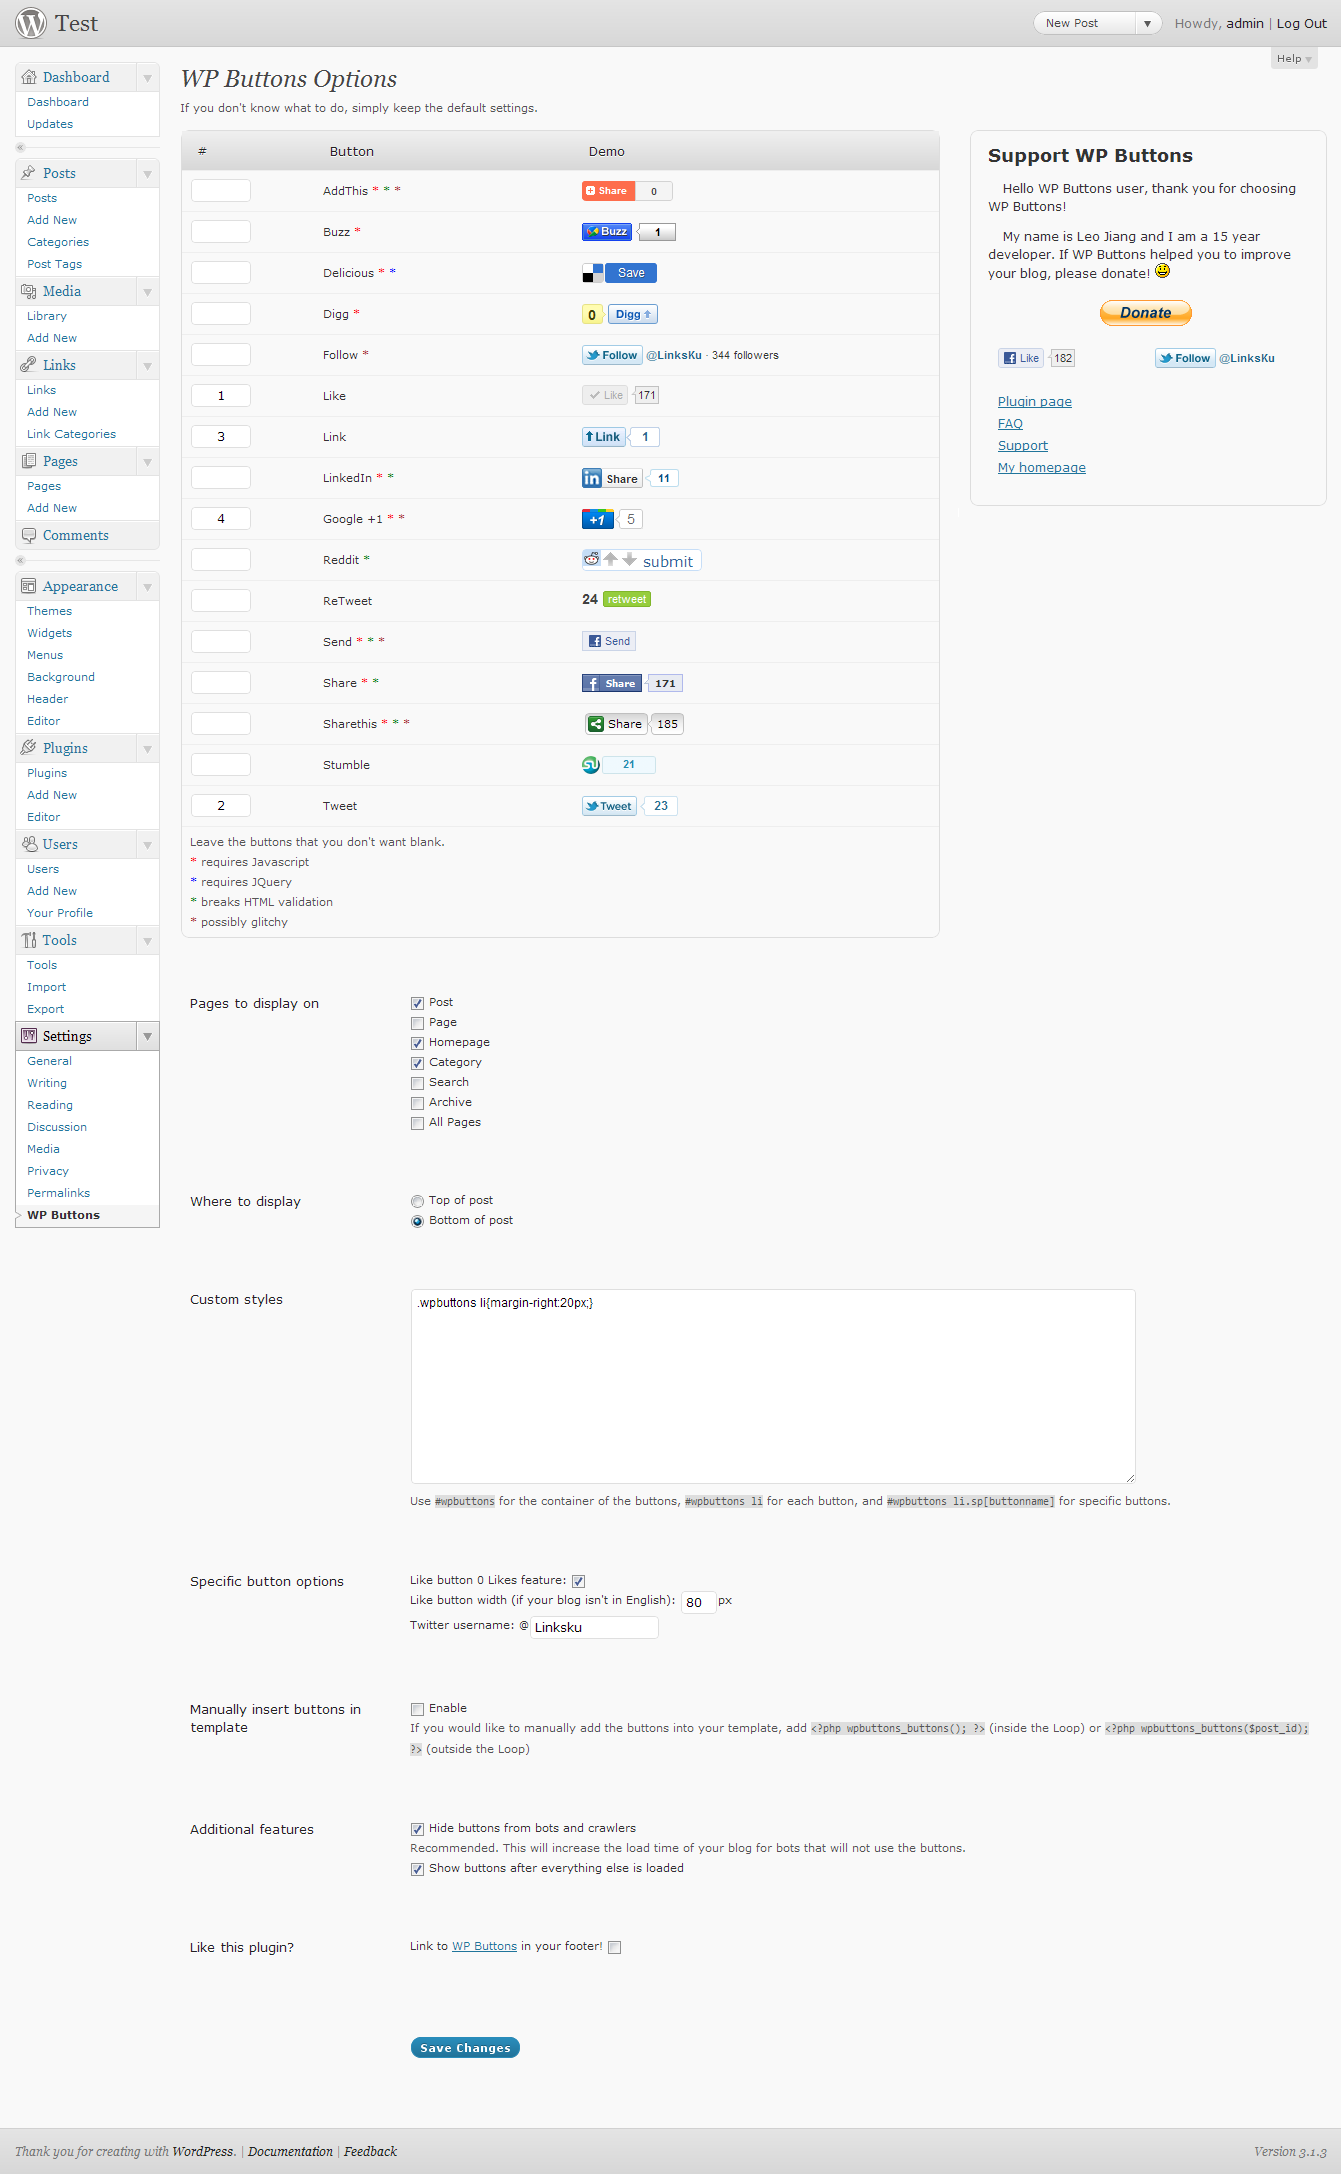 Test
New Post
Howdy, admin | Log Out
Help
Dashboard
Dashboard
Updates
Posts
Posts
Add New
Categories
Post Tags
Media
Library
Add New
Links
Links
Add New
Link Categories
Pages
Pages
Add New
Comments
Appearance
Themes
Widgets
Menus
Background
Header
Editor
Plugins
Plugins
Add New
Editor
Users
Users
Add New
Your Profile
Tools
Tools
Import
Export
Settings
General
Writing
Reading
Discussion
Media
Privacy
Permalinks
WP Buttons
WP Buttons Options
If you don't know what to do, simply keep the default settings.
# Button Demo
AddThis * * * Share 0
Buzz * Buzz 1
Delicious * * Save
Digg * 0 Digg
Follow * Follow @LinksKu · 344 followers
1 Like Like 171
3 Link Link 1
LinkedIn * * in Share 11
4 Google +1 * * +1 5
Reddit * submit
ReTweet 24 retweet
Send * * * f Send
Share * * f Share 171
Sharethis * * * Share 185
Stumble su 21
2 Tweet Tweet 23
Leave the buttons that you don't want blank.
* requires Javascript
* requires JQuery
* breaks HTML validation
* possibly glitchy
Support WP Buttons
Hello WP Buttons user, thank you for choosing
WP Buttons!
My name is Leo Jiang and I am a 15 year
developer. If WP Buttons helped you to improve
your blog, please donate!
Donate
f Like 182 Follow @LinksKu
Plugin page
FAQ
Support
My homepage
Pages to display on
Post
Page
Homepage
Category
Search
Archive
All Pages
Where to display
Top of post
Bottom of post
Custom styles
.wpbuttons li{margin-right:20px;}
Use #wpbuttons for the container of the buttons, #wpbuttons li for each button, and #wpbuttons li.sp[buttonname] for specific buttons.
Specific button options
Like button 0 Likes feature:
Like button width (if your blog isn't in English): 80 px
Twitter username: @ Linksku
Manually insert buttons in
template
Enable
If you would like to manually add the buttons into your template, add <?php wpbuttons_buttons(); ?> (inside the Loop) or <?php wpbuttons_buttons($post_id);
?> (outside the Loop)
Additional features
Hide buttons from bots and crawlers
Recommended. This will increase the load time of your blog for bots that will not use the buttons.
Show buttons after everything else is loaded
Like this plugin?
Link to WP Buttons in your footer!
Save Changes
Thank you for creating with WordPress. | Documentation | Feedback
Version 3.1.3